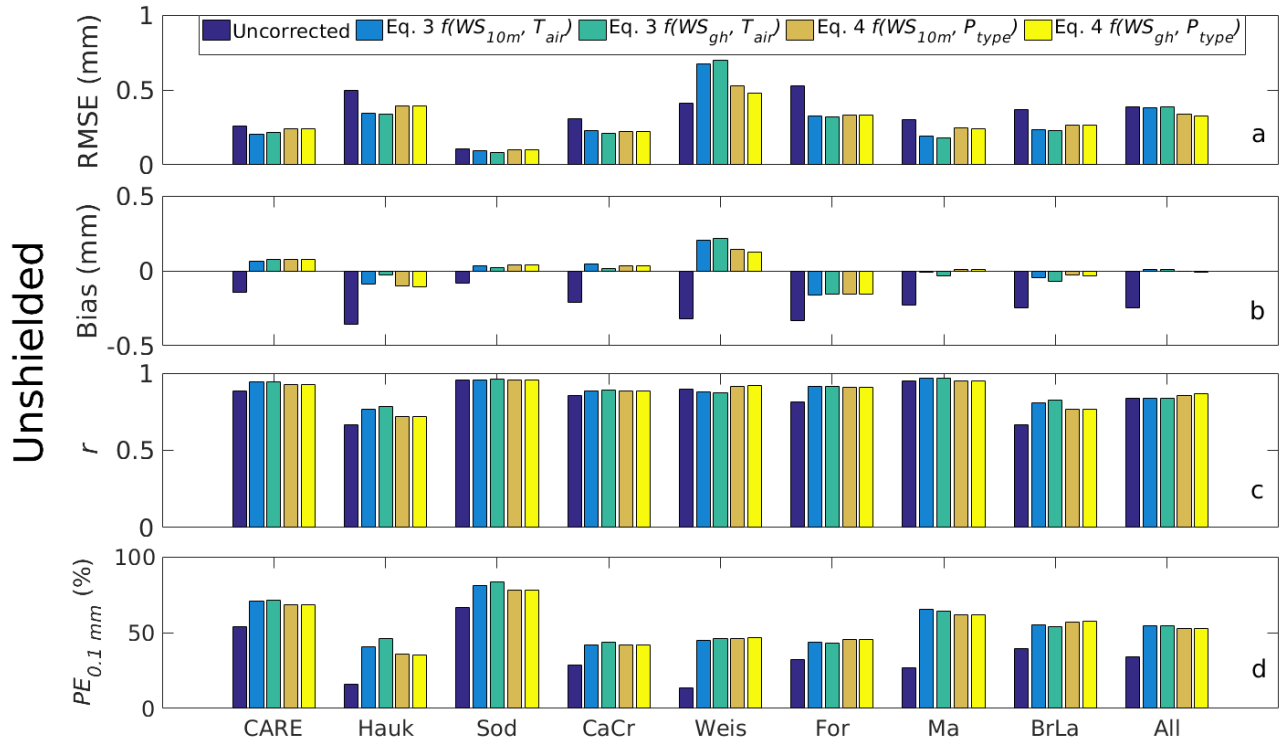 Unshielded
Uncorrected Eq. 3 f(WS10m, Tair) Eq. 3 f(WSgh, Tair) Eq. 4 f(WS10m, Ptype) Eq. 4 f(WSgh, Ptype)
RMSE (mm)
1
0.5
0
a
Bias (mm)
0.5
0
-0.5
b
r
1
0.5
0
c
PE0.1 mm (%)
100
50
0
d
CARE Hauk Sod CaCr Weis For Ma BrLa All